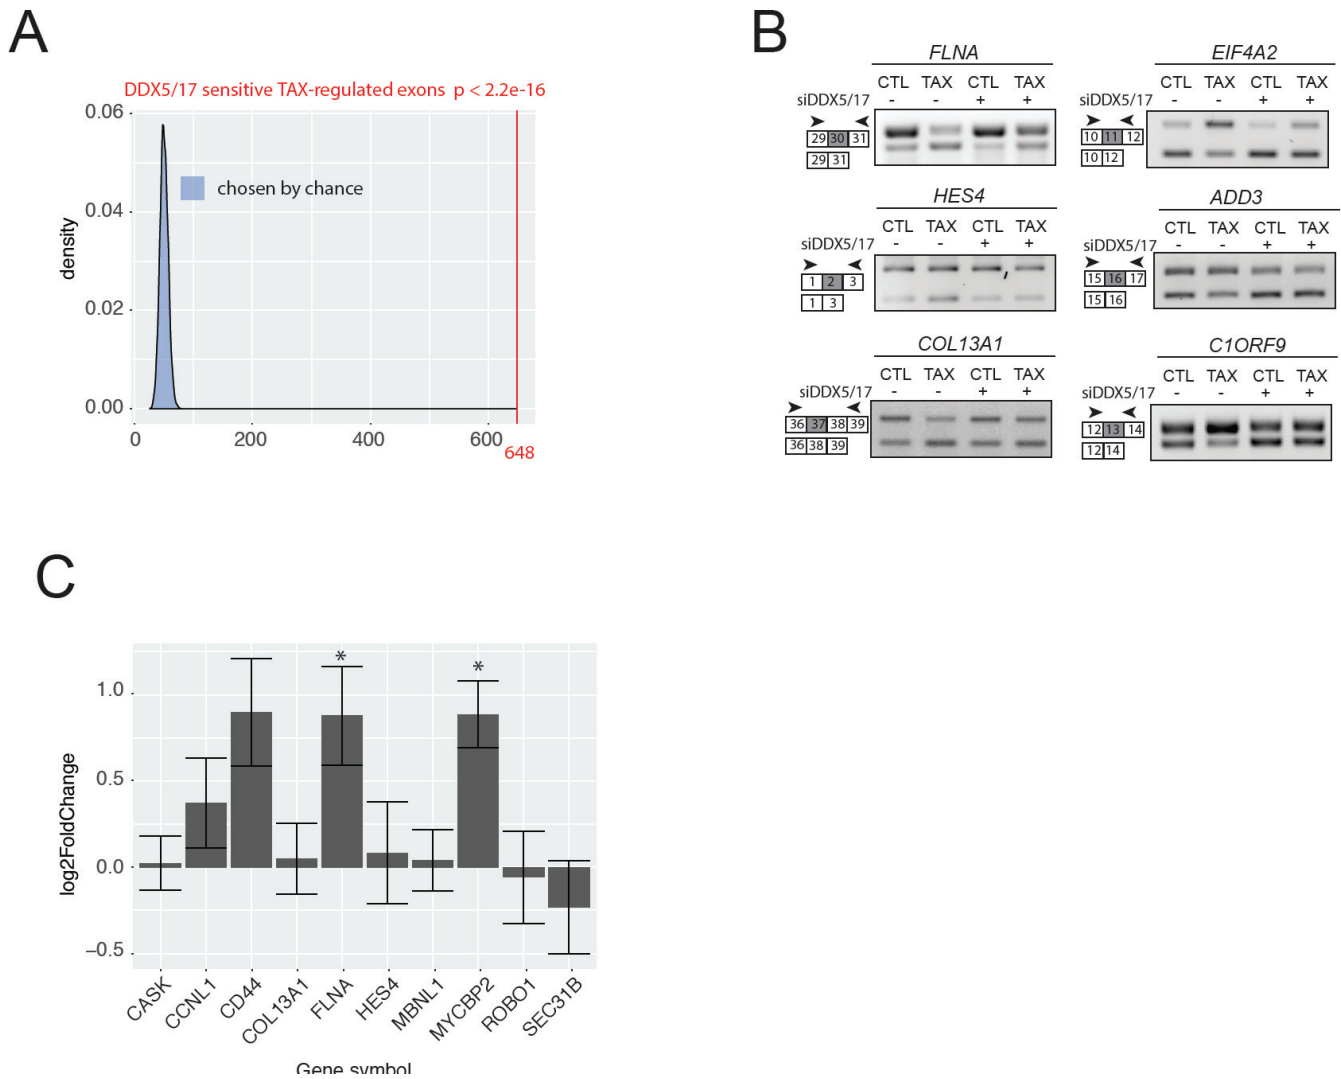 A
DDX5/17 sensitive TAX-regulated exons p < 2.2e-16
0.06
0.04
0.02
0.00
density
chosen by chance
0
200
400
600
648
B
FLNA
CTL TAX CTL TAX
siDDX5/17 - - + +
29 30 31
29 31
EIF4A2
CTL TAX CTL TAX
siDDX5/17 - - + +
10 11 12
10 12
HES4
CTL TAX CTL TAX
siDDX5/17 - - + +
1 2 3
1 3
ADD3
CTL TAX CTL TAX
siDDX5/17 - - + +
15 16 17
15 16
COL13A1
CTL TAX CTL TAX
siDDX5/17 - - + +
36 37 38 39
36 38 39
C1ORF9
CTL TAX CTL TAX
siDDX5/17 - - + +
12 13 14
12 14
C
log2FoldChange
1.0
0.5
0.0
−0.5
* *
CASK
CCNL1
CD44
COL13A1
FLNA
HES4
MBNL1
MYCBP2
ROBO1
SEC31B
Gene symbol